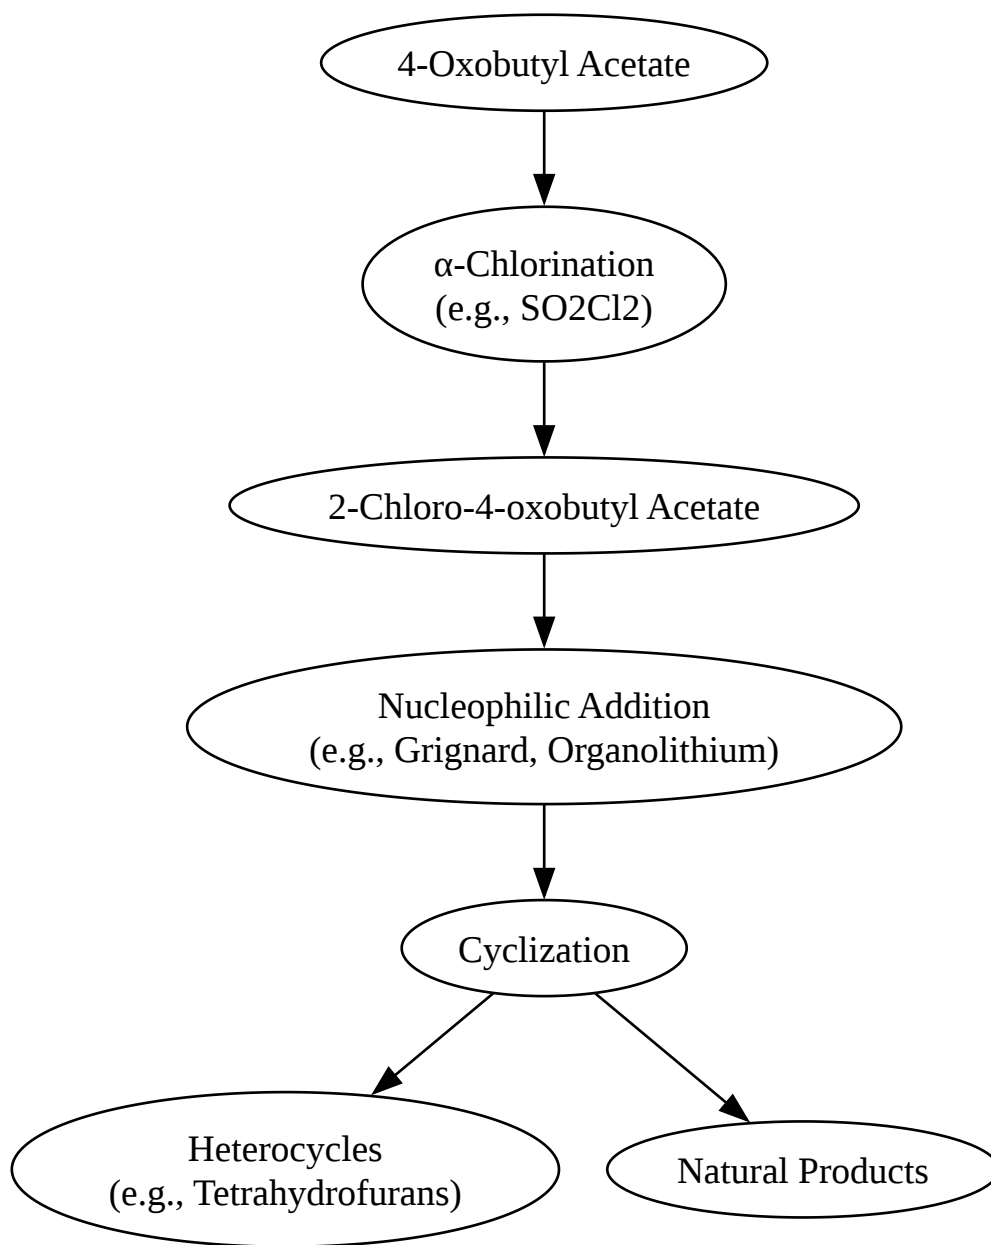 4-Oxobutyl Acetate
α-Chlorination
(e.g., SO2Cl2)
2-Chloro-4-oxobutyl Acetate
Nucleophilic Addition
(e.g., Grignard, Organolithium)
Cyclization
Heterocycles
(e.g., Tetrahydrofurans)
Natural Products